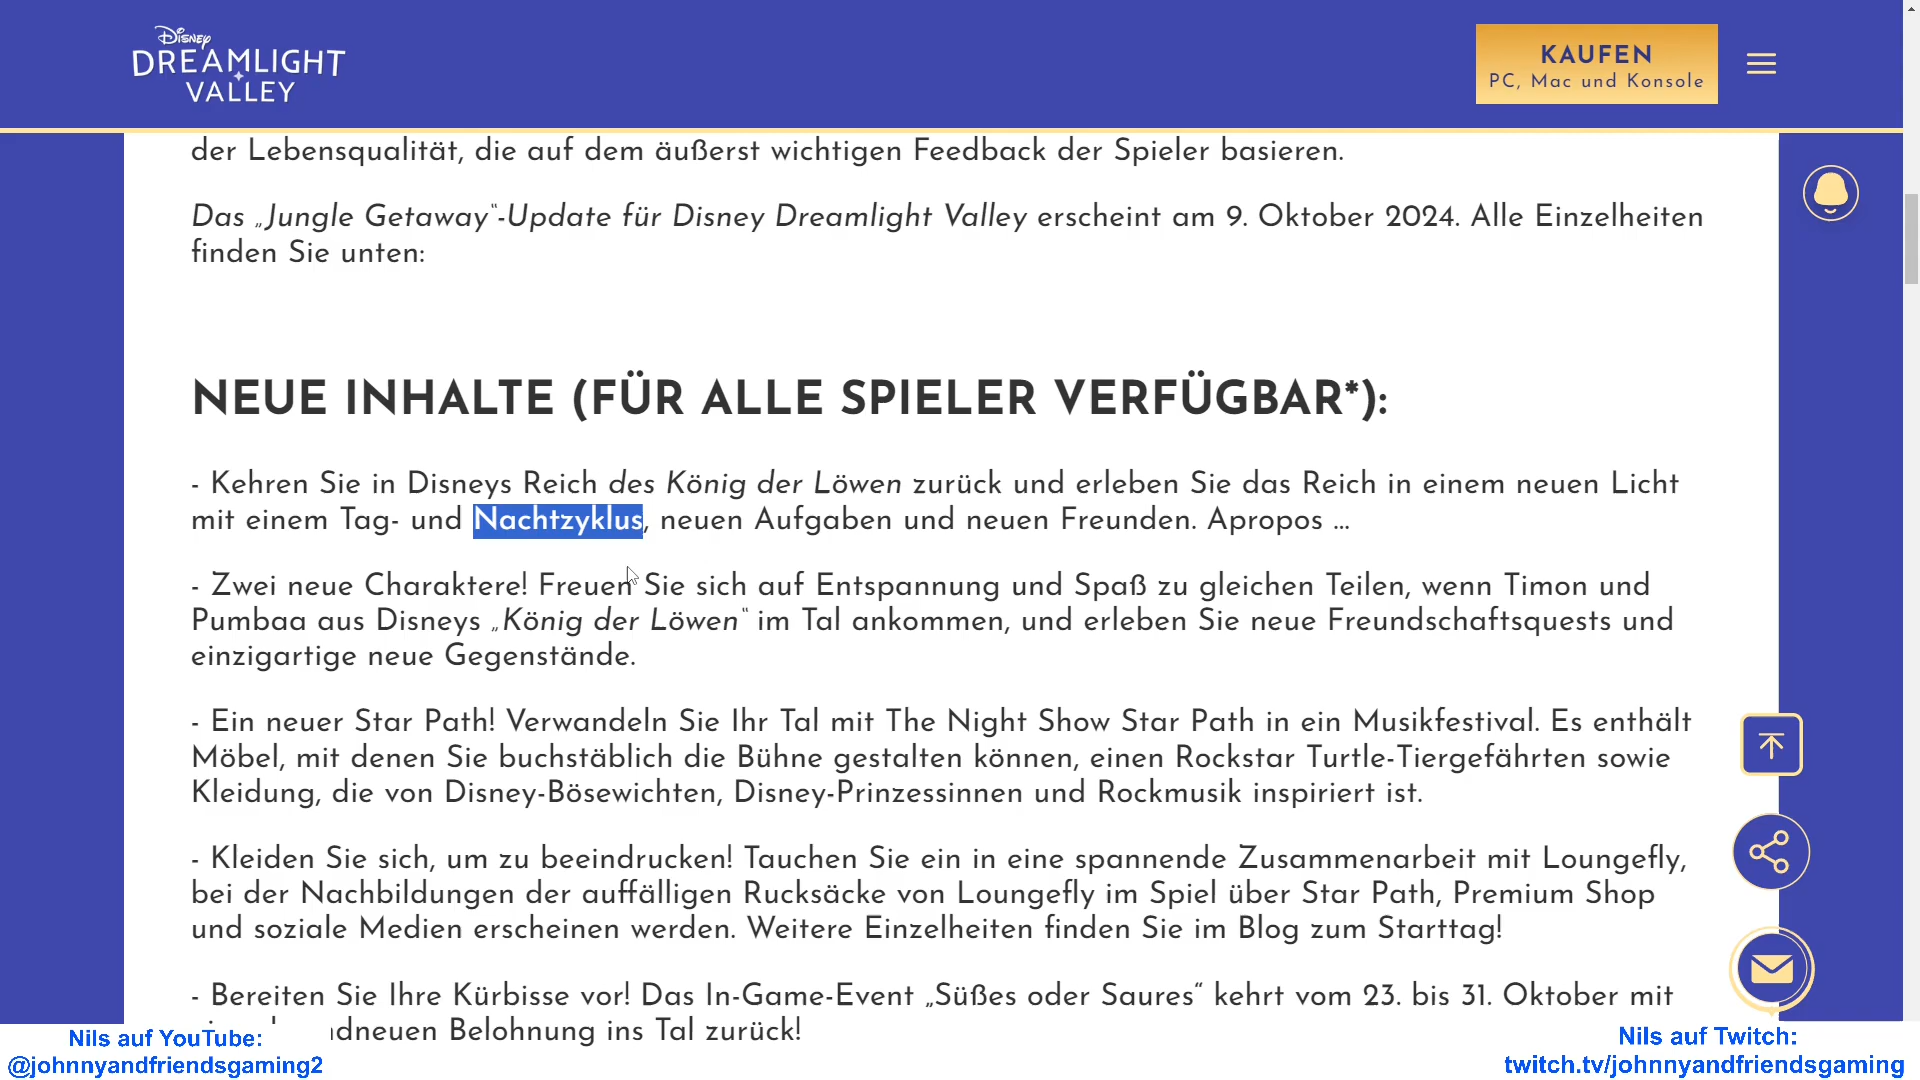 Disney
DREAMLIGHT
VALLEY
KAUFEN
PC, Mac und Konsole
der Lebensqualität, die auf dem äußerst wichtigen Feedback der Spieler basieren.
Das „Jungle Getaway“-Update für Disney Dreamlight Valley erscheint am 9. Oktober 2024. Alle Einzelheiten
finden Sie unten:
NEUE INHALTE (FÜR ALLE SPIELER VERFÜGBAR*):
- Kehren Sie in Disneys Reich des König der Löwen zurück und erleben Sie das Reich in einem neuen Licht
mit einem Tag- und Nachtzyklus, neuen Aufgaben und neuen Freunden. Apropos ...
- Zwei neue Charaktere! Freuen Sie sich auf Entspannung und Spaß zu gleichen Teilen, wenn Timon und
Pumbaa aus Disneys „König der Löwen“ im Tal ankommen, und erleben Sie neue Freundschaftsquests und
einzigartige neue Gegenstände.
- Ein neuer Star Path! Verwandeln Sie Ihr Tal mit The Night Show Star Path in ein Musikfestival. Es enthält
Möbel, mit denen Sie buchstäblich die Bühne gestalten können, einen Rockstar Turtle-Tiergefährten sowie
Kleidung, die von Disney-Bösewichten, Disney-Prinzessinnen und Rockmusik inspiriert ist.
- Kleiden Sie sich, um zu beeindrucken! Tauchen Sie ein in eine spannende Zusammenarbeit mit Loungefly,
bei der Nachbildungen der auffälligen Rucksäcke von Loungefly im Spiel über Star Path, Premium Shop
und soziale Medien erscheinen werden. Weitere Einzelheiten finden Sie im Blog zum Starttag!
- Bereiten Sie Ihre Kürbisse vor! Das In-Game-Event „Süßes oder Saures“ kehrt vom 23. bis 31. Oktober mit
dneuen Belohnung ins Tal zurück!
Nils auf YouTube:
@johnnyandfriendsgaming2
Nils auf Twitch:
twitch.tv/johnnyandfriendsgaming